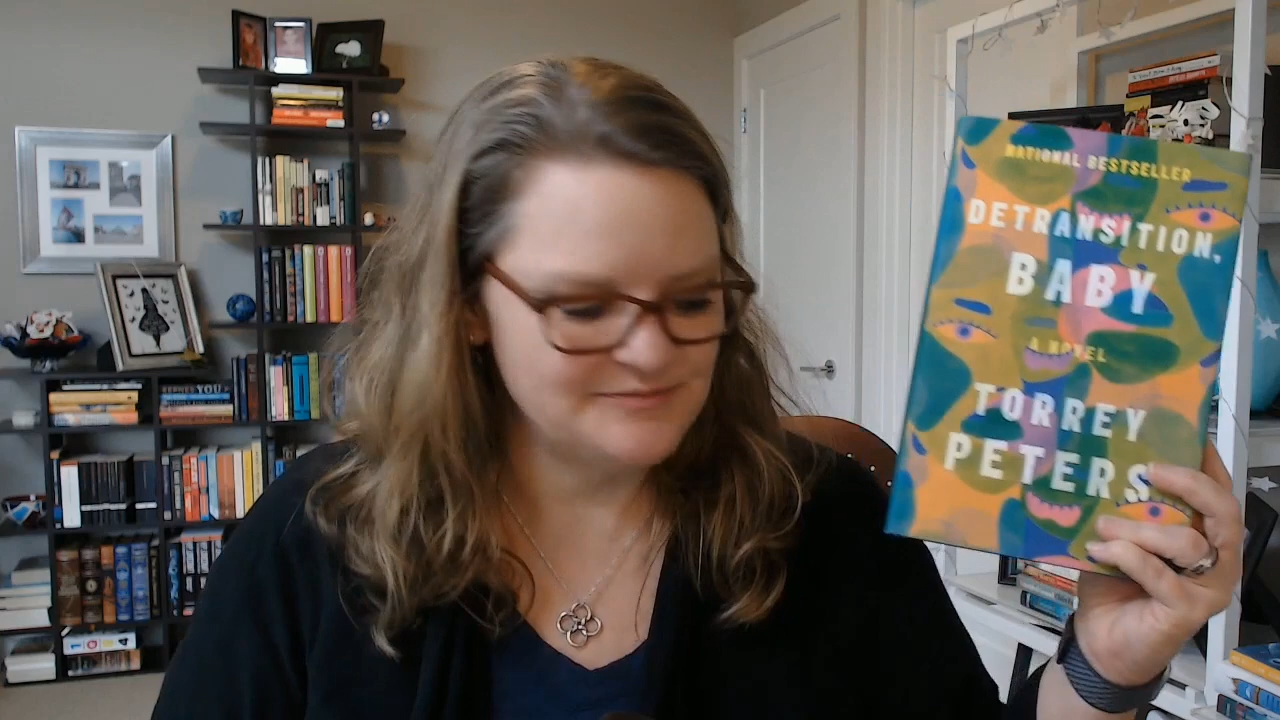 NATIONAL BESTSELLER
DETRANSITION,
BABY
A NOVEL
TORREY
PETERS